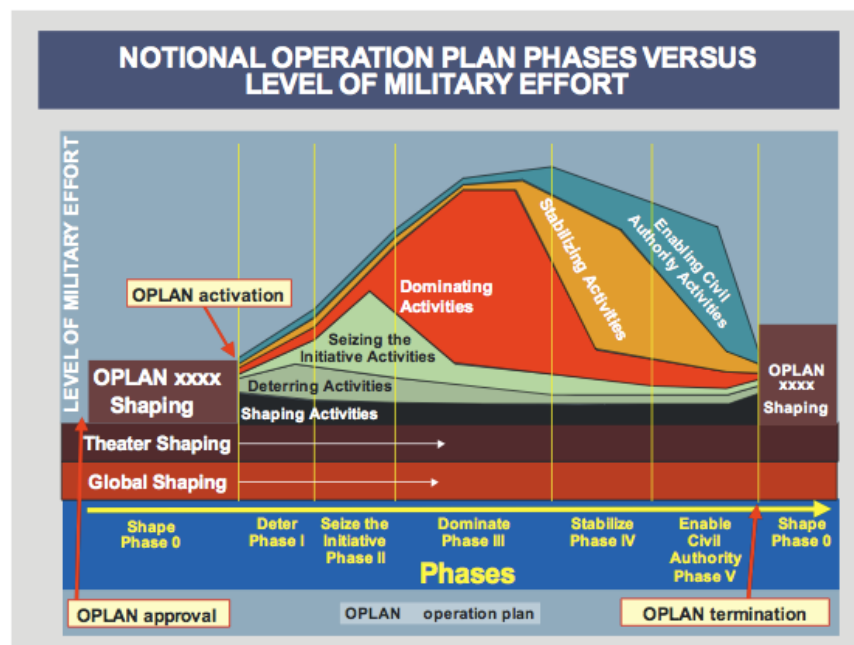 NOTIONAL OPERATION PLAN PHASES VERSUS
LEVEL OF MILITARY EFFORT
LEVEL OF MILITARY EFFORT
OPLAN activation
Dominating
Activities
Stabilizing Activities
Enabling Civil
Authority Activities
Seizing the
Initiative Activities
Deterring Activities
Shaping Activities
OPLAN xxxx
Shaping
OPLAN
xxxx
Shaping
Theater Shaping
Global Shaping
Shape
Phase 0
Deter
Phase I
Seize the
Initiative
Phase II
Dominate
Phase III
Stabilize
Phase IV
Enable
Civil
Authority
Phase V
Shape
Phase 0
Phases
OPLAN approval
OPLAN operation plan
OPLAN termination